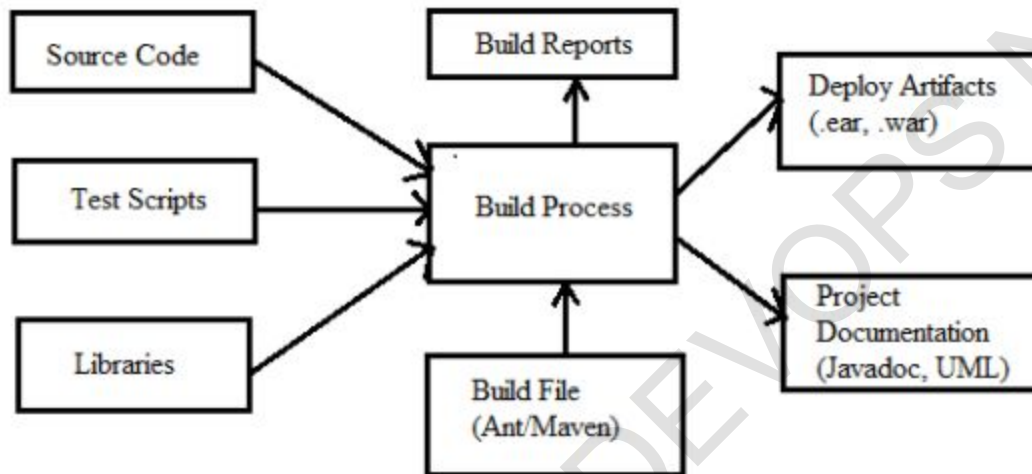 Source Code
Build Reports
Deploy Artifacts
(.ear, .war)
Test Scripts
Build Process
Project
Documentation
(Javadoc, UML)
Libraries
Build File
(Ant/Maven)
DEVOPS